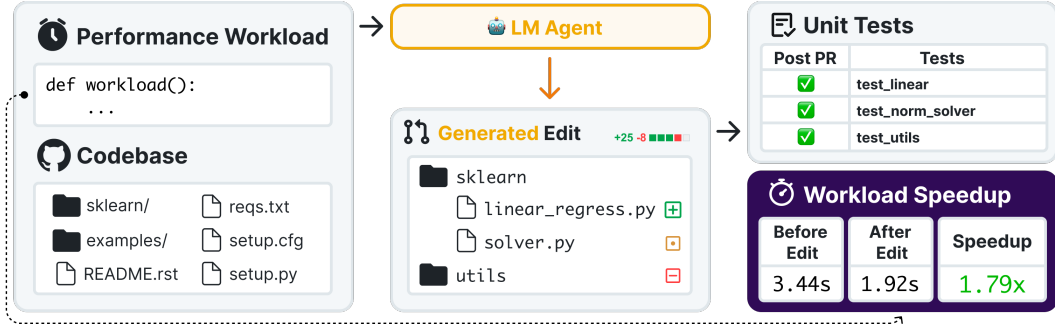 Performance Workload
def workload():
...
Codebase
sklearn/ reqs.txt
examples/ setup.cfg
README.rst setup.py
LM Agent
Generated Edit +25 -8
sklearn
linear_regress.py
solver.py
utils
Unit Tests
Post PR Tests
test_linear
test_norm_solver
test_utils
Workload Speedup
Before Edit After Edit Speedup
3.44s 1.92s 1.79x